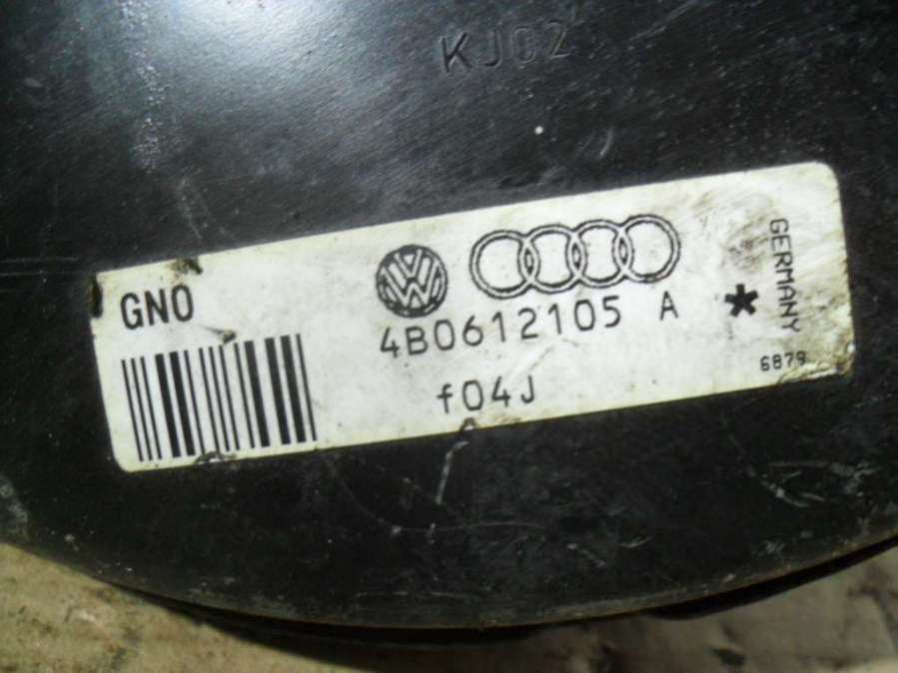 KJ02
GNO
4B0612105 A *
GERMANY
f04J
6879